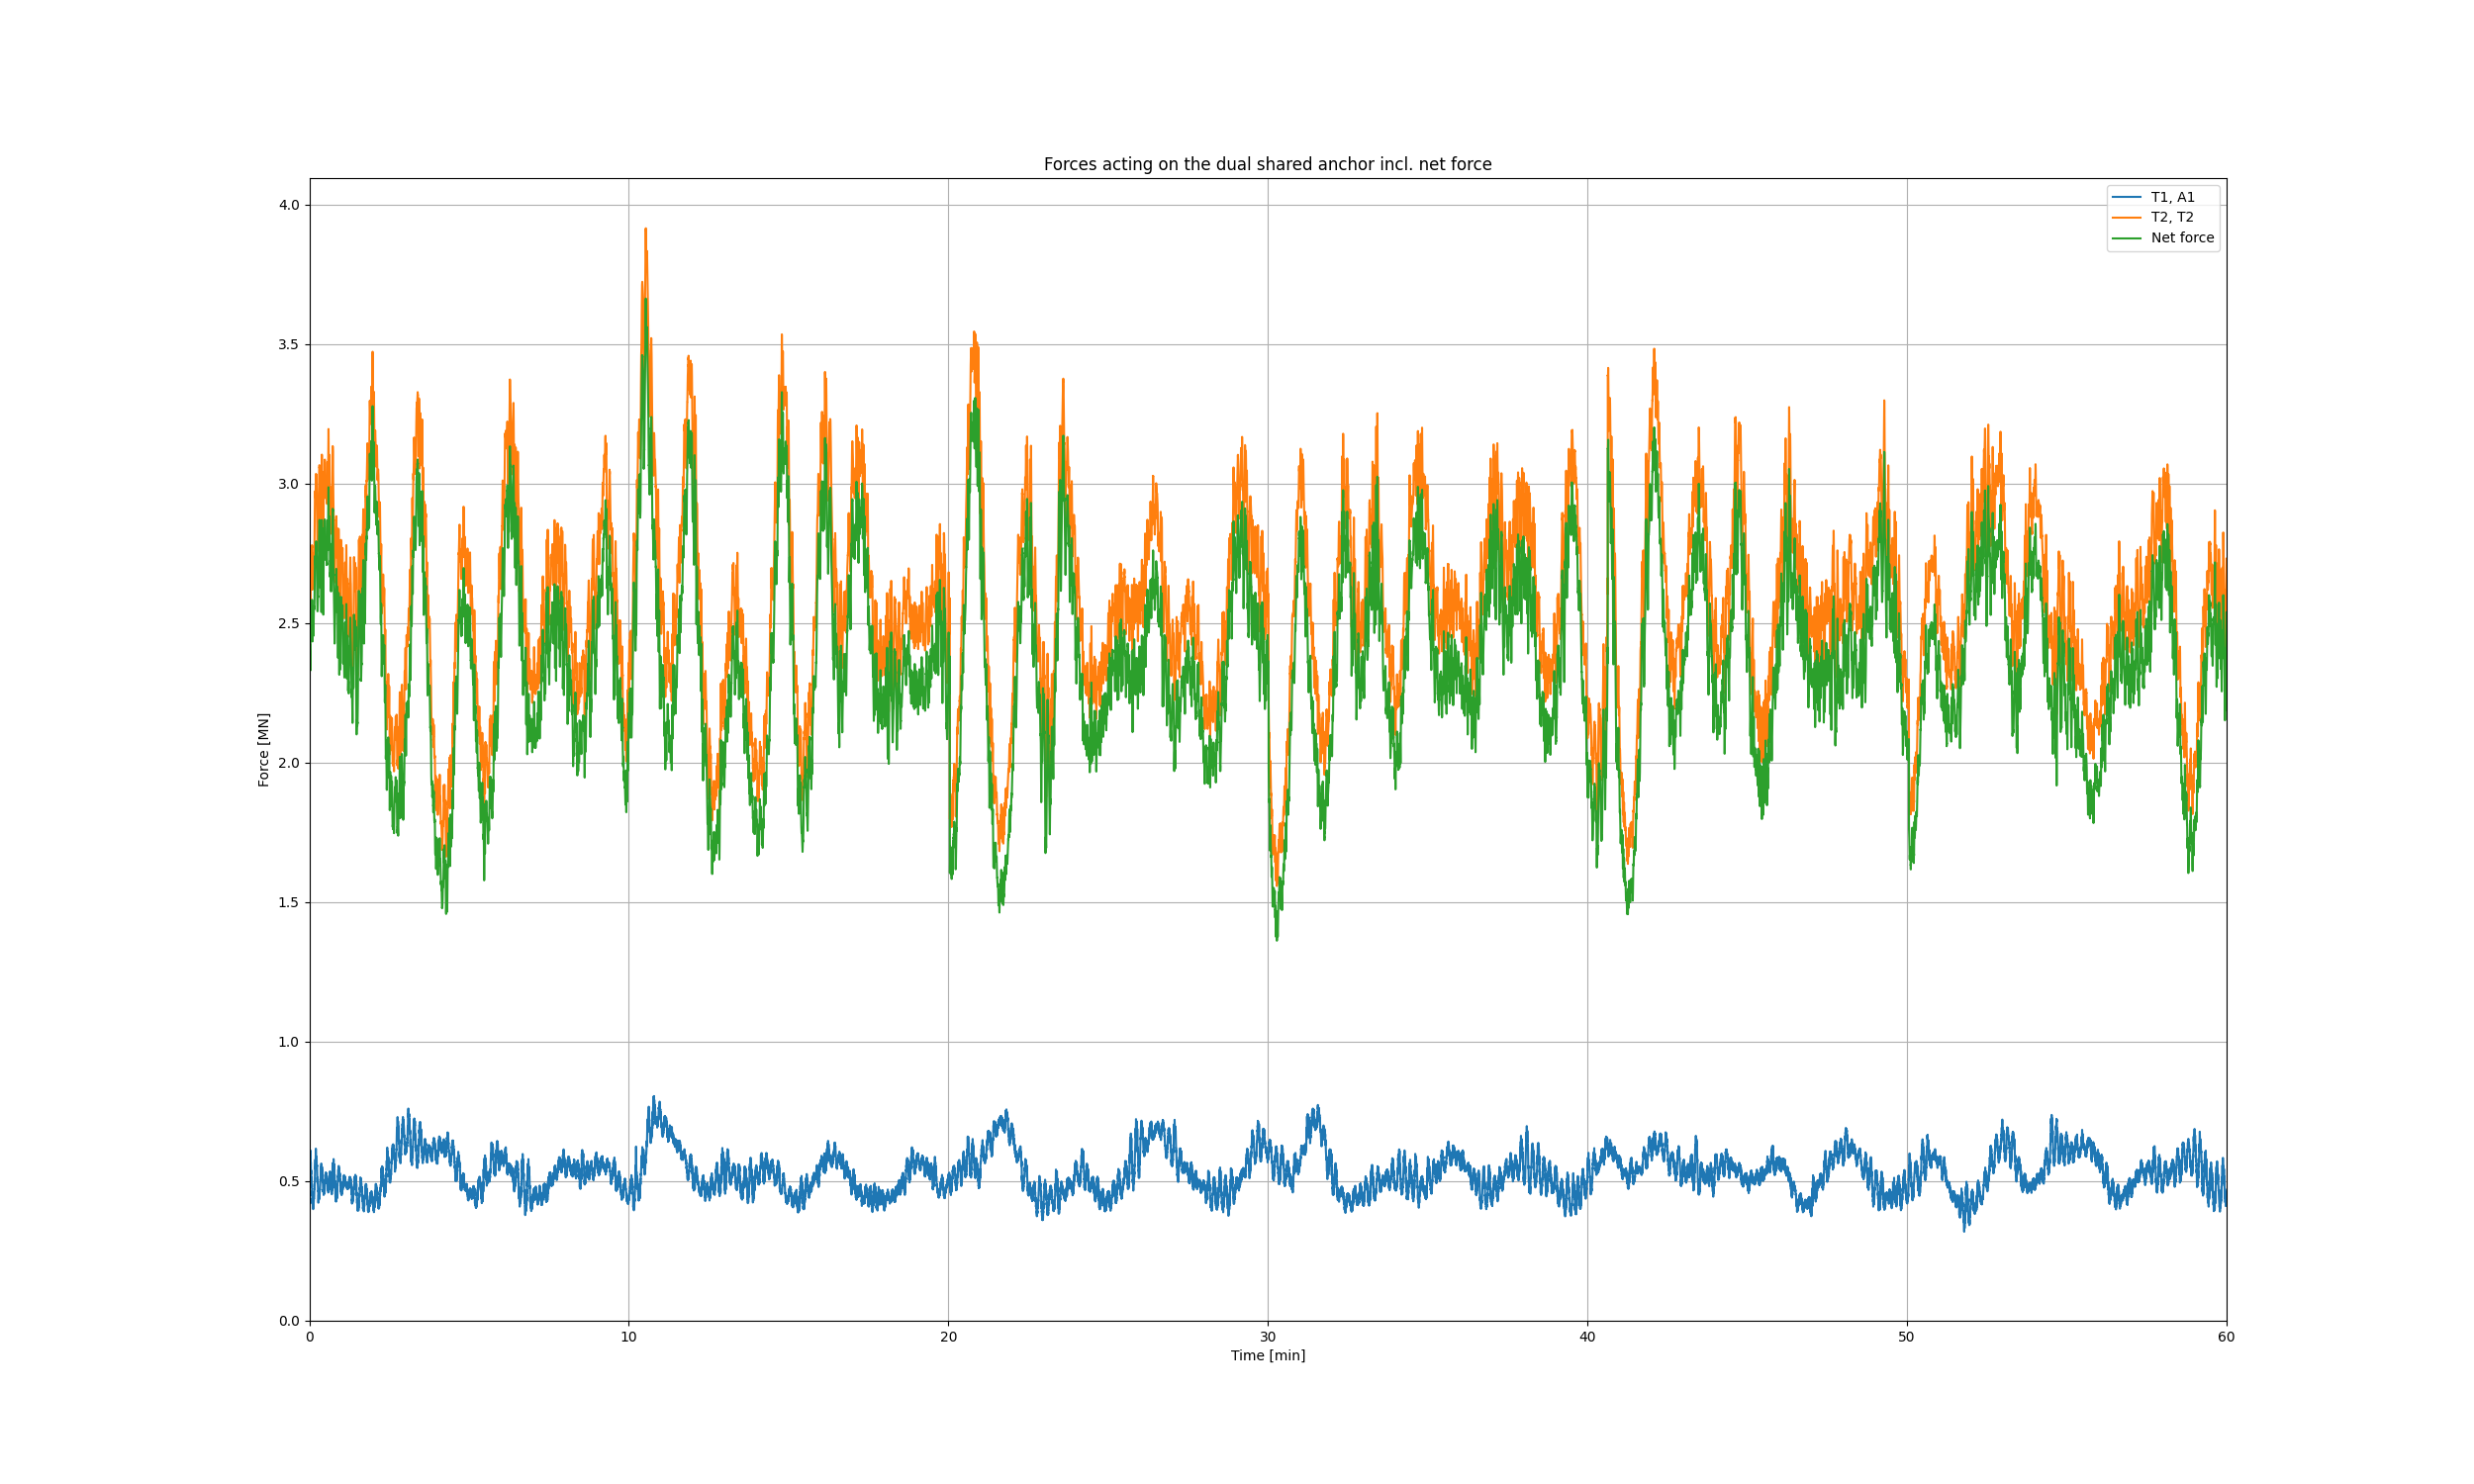 Forces acting on the dual shared anchor incl. net force
T1, A1
T2, T2
Net force
4.0
3.5
3.0
2.5
2.0
1.5
1.0
0.5
0.0
Force [MN]
0 10 20 30 40 50 60
Time [min]